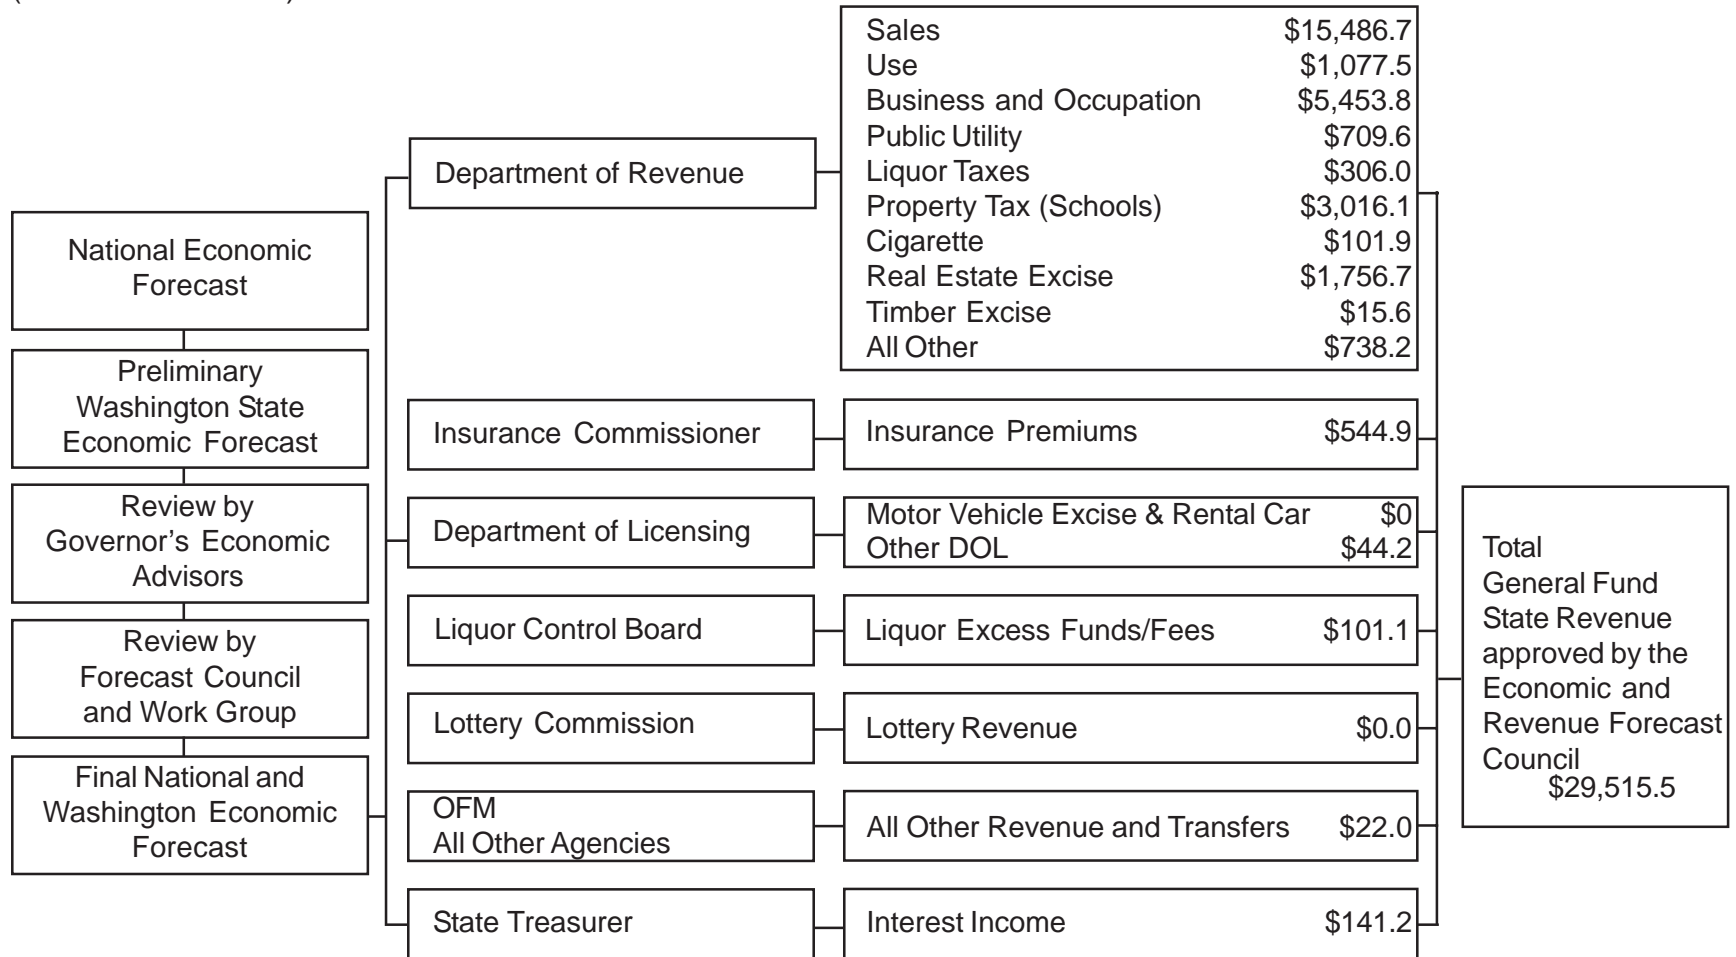 National Economic
Forecast
Preliminary
Washington State
Economic Forecast
Review by
Governor's Economic
Advisors
Review by
Forecast Council
and Work Group
Final National and
Washington Economic
Forecast
Department of Revenue
Sales $15,486.7
Use $1,077.5
Business and Occupation $5,453.8
Public Utility $709.6
Liquor Taxes $306.0
Property Tax (Schools) $3,016.1
Cigarette $101.9
Real Estate Excise $1,756.7
Timber Excise $15.6
All Other $738.2
Insurance Commissioner
Insurance Premiums $544.9
Department of Licensing
Motor Vehicle Excise & Rental Car $0
Other DOL $44.2
Liquor Control Board
Liquor Excess Funds/Fees $101.1
Lottery Commission
Lottery Revenue $0.0
OFM
All Other Agencies
All Other Revenue and Transfers $22.0
State Treasurer
Interest Income $141.2
Total
General Fund
State Revenue
approved by the
Economic and
Revenue Forecast
Council
$29,515.5